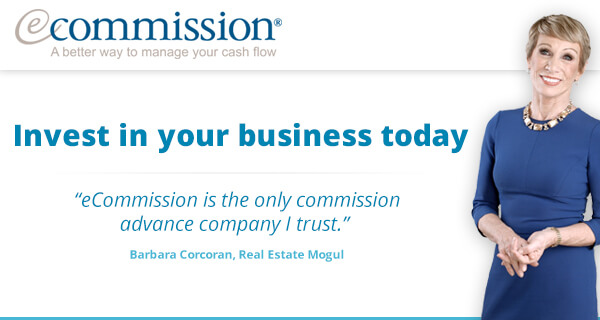 ecommission®
A better way to manage your cash flow
Invest in your business today
“eCommission is the only commission
advance company I trust.”
Barbara Corcoran, Real Estate Mogul